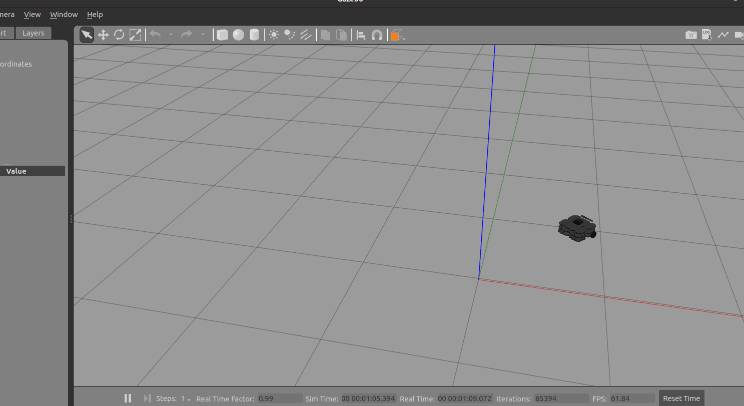 nera View Window Help
rt Layers
ordinates
Value
Steps: 1 Real Time Factor: 0.99 Sim Time: 00 00:01:05.394 Real Time: 00 00:01:09.072 Iterations: 65394 FPS: 61.84 Reset Time